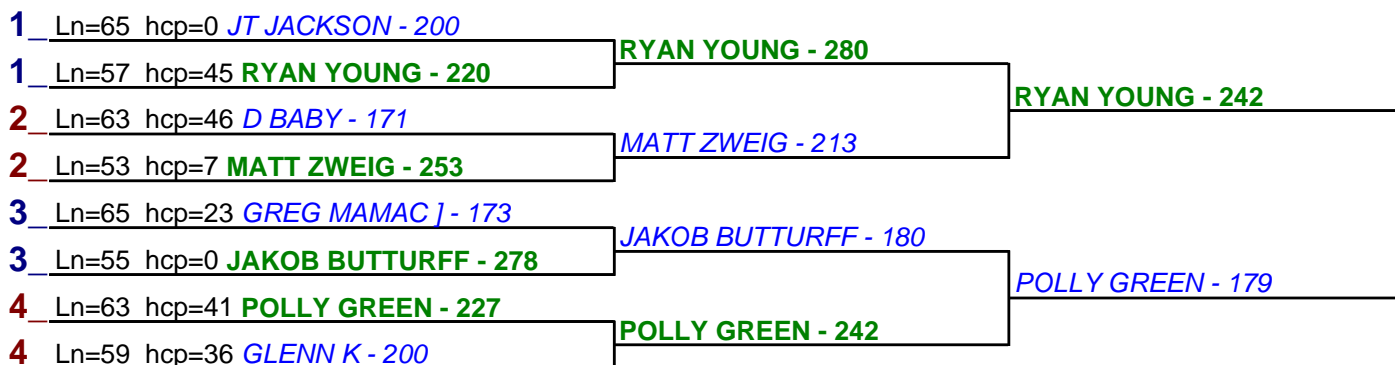 1_ Ln=65 hcp=0 JT JACKSON - 200
RYAN YOUNG - 280
1_ Ln=57 hcp=45 RYAN YOUNG - 220
RYAN YOUNG - 242
2_ Ln=63 hcp=46 D BABY - 171
MATT ZWEIG - 213
2_ Ln=53 hcp=7 MATT ZWEIG - 253
3_ Ln=65 hcp=23 GREG MAMAC ] - 173
JAKOB BUTTURFF - 180
3_ Ln=55 hcp=0 JAKOB BUTTURFF - 278
POLLY GREEN - 179
4_ Ln=63 hcp=41 POLLY GREEN - 227
POLLY GREEN - 242
4 Ln=59 hcp=36 GLENN K - 200